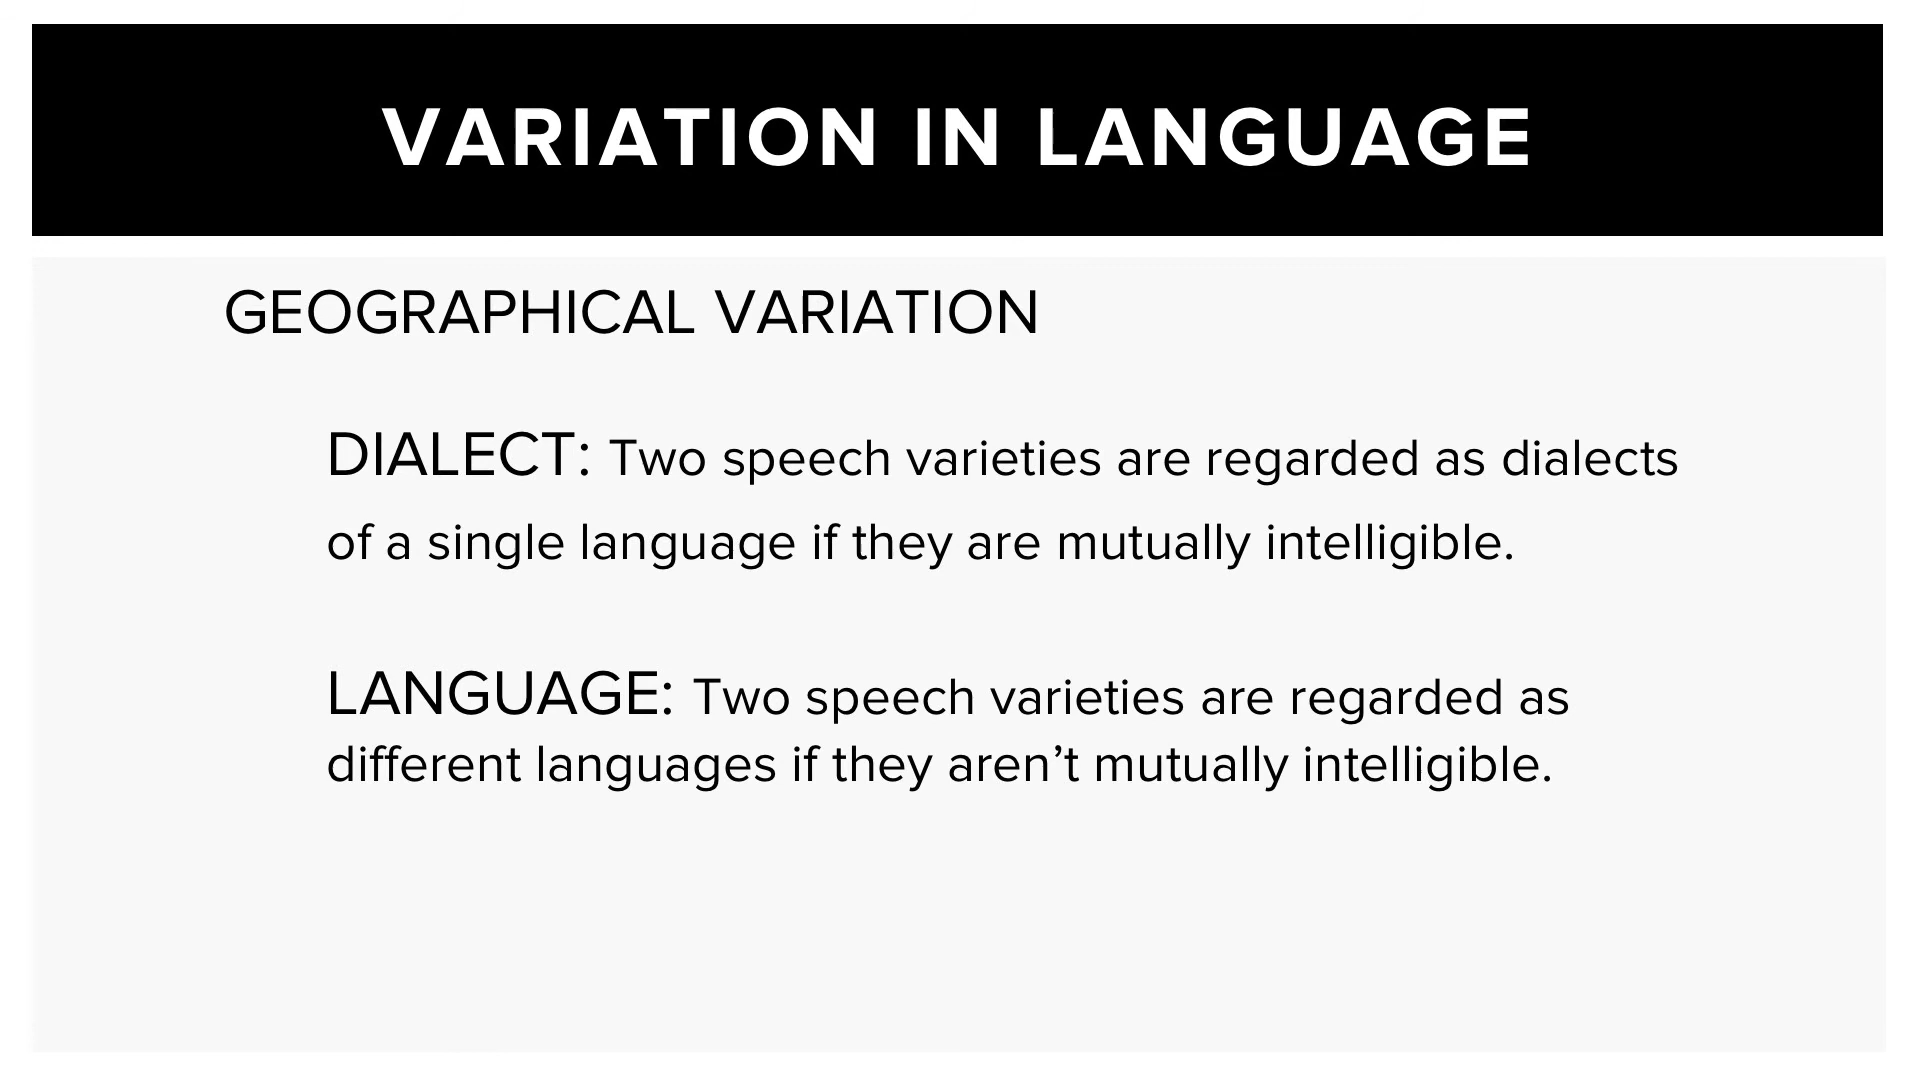 VARIATION IN LANGUAGE
GEOGRAPHICAL VARIATION
DIALECT: Two speech varieties are regarded as dialects
of a single language if they are mutually intelligible.
LANGUAGE: Two speech varieties are regarded as
different languages if they aren’t mutually intelligible.